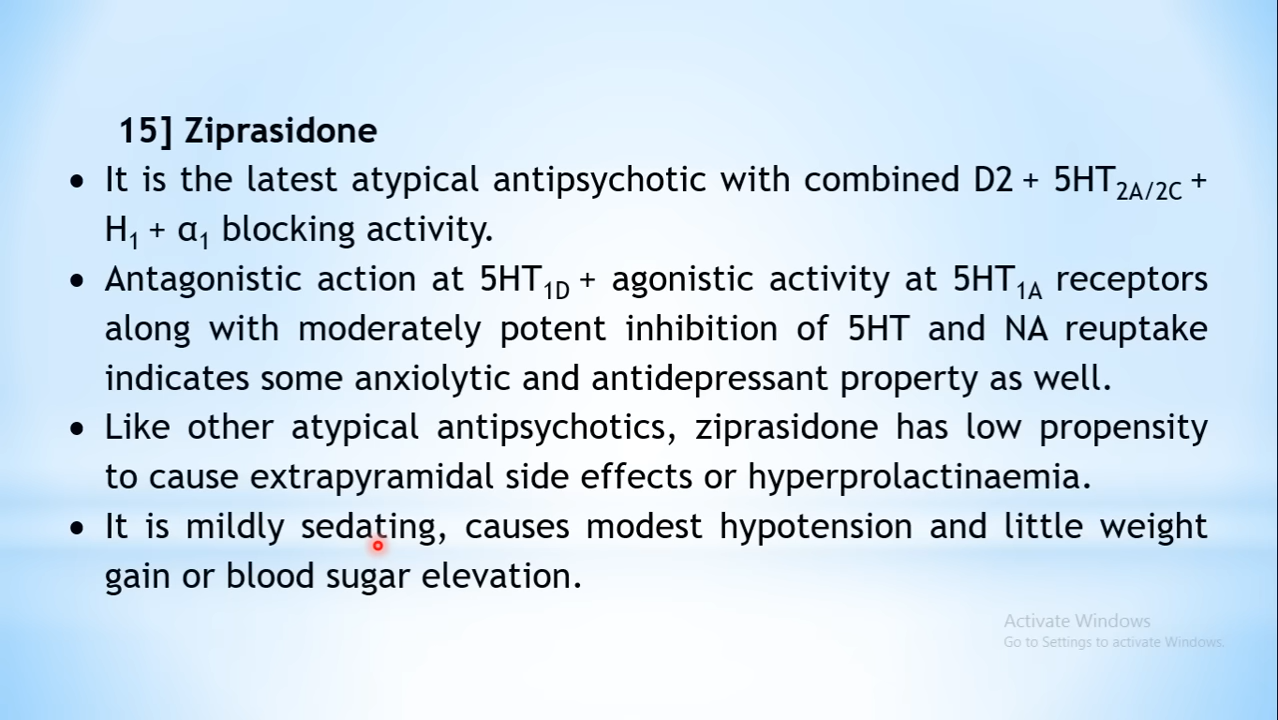 15] Ziprasidone
• It is the latest atypical antipsychotic with combined D2 + 5HT2A/2C +
H1 + α1 blocking activity.
• Antagonistic action at 5HT1D + agonistic activity at 5HT1A receptors
along with moderately potent inhibition of 5HT and NA reuptake
indicates some anxiolytic and antidepressant property as well.
• Like other atypical antipsychotics, ziprasidone has low propensity
to cause extrapyramidal side effects or hyperprolactinaemia.
• It is mildly sedating, causes modest hypotension and little weight
gain or blood sugar elevation.
Activate Windows
Go to Settings to activate Windows.